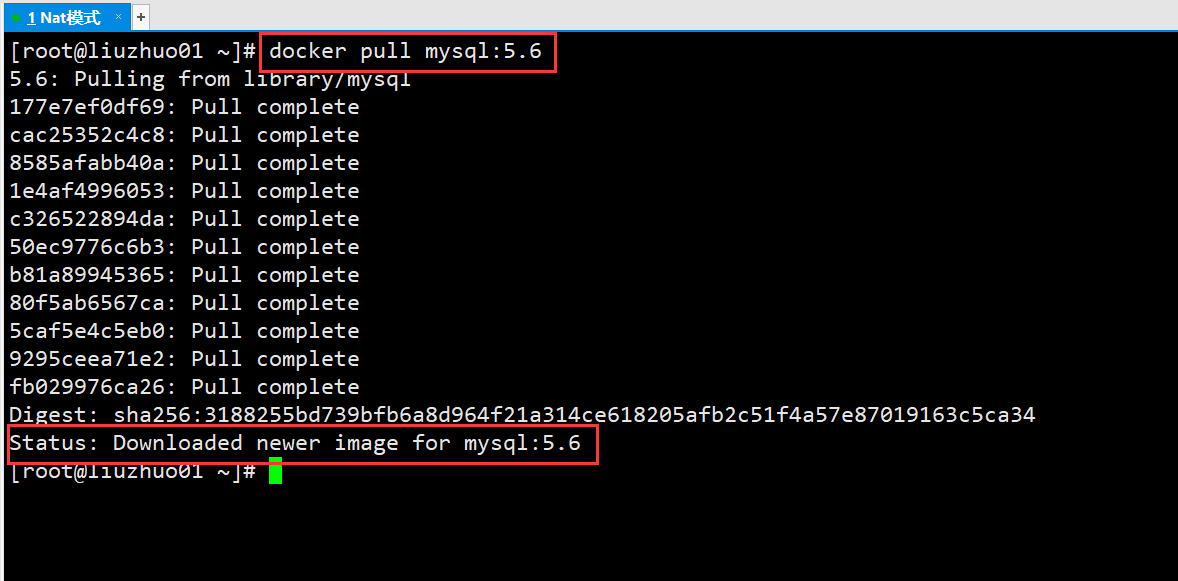 1 Nat模式 × +
[root@liuzhuo01 ~]# docker pull mysql:5.6
5.6: Pulling from library/mysql
177e7ef0df69: Pull complete
cac25352c4c8: Pull complete
8585afabb40a: Pull complete
1e4af4996053: Pull complete
c326522894da: Pull complete
50ec9776c6b3: Pull complete
b81a89945365: Pull complete
80f5ab6567ca: Pull complete
5caf5e4c5eb0: Pull complete
9295ceea71e2: Pull complete
fb029976ca26: Pull complete
Digest: sha256:3188255bd739bfb6a8d964f21a314ce618205afb2c51f4a57e87019163c5ca34
Status: Downloaded newer image for mysql:5.6
[root@liuzhuo01 ~]#